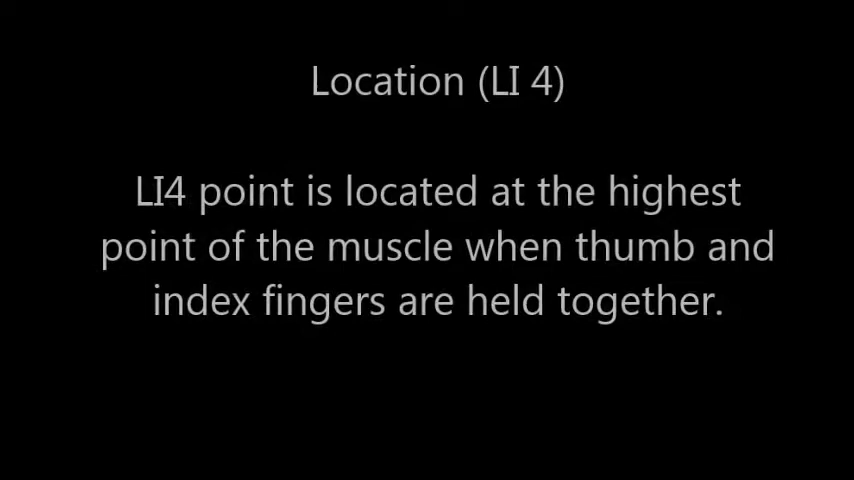 Location (LI 4)
LI4 point is located at the highest
point of the muscle when thumb and
index fingers are held together.